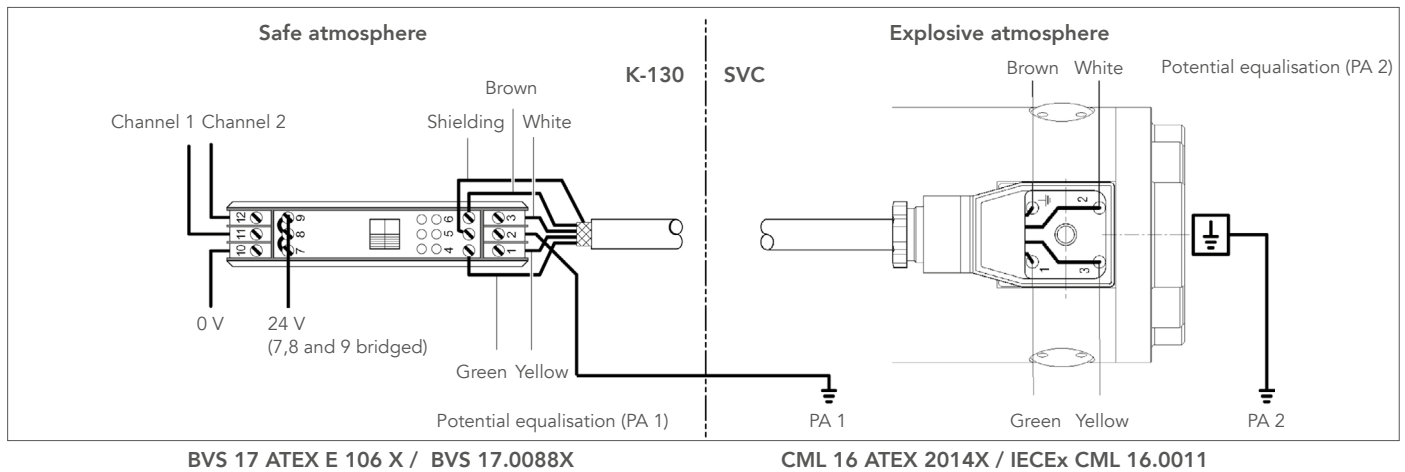 Safe atmosphere
Explosive atmosphere
K-130
SVC
Brown White
Potential equalisation (PA 2)
Brown
Channel 1 Channel 2
Shielding
White
12
11
10
9
8
7
6
5
4
3
2
1
2
1
3
0 V
24 V
(7,8 and 9 bridged)
Green Yellow
Potential equalisation (PA 1)
PA 1
Green Yellow
PA 2
BVS 17 ATEX E 106 X / BVS 17.0088X
CML 16 ATEX 2014X / IECEx CML 16.0011